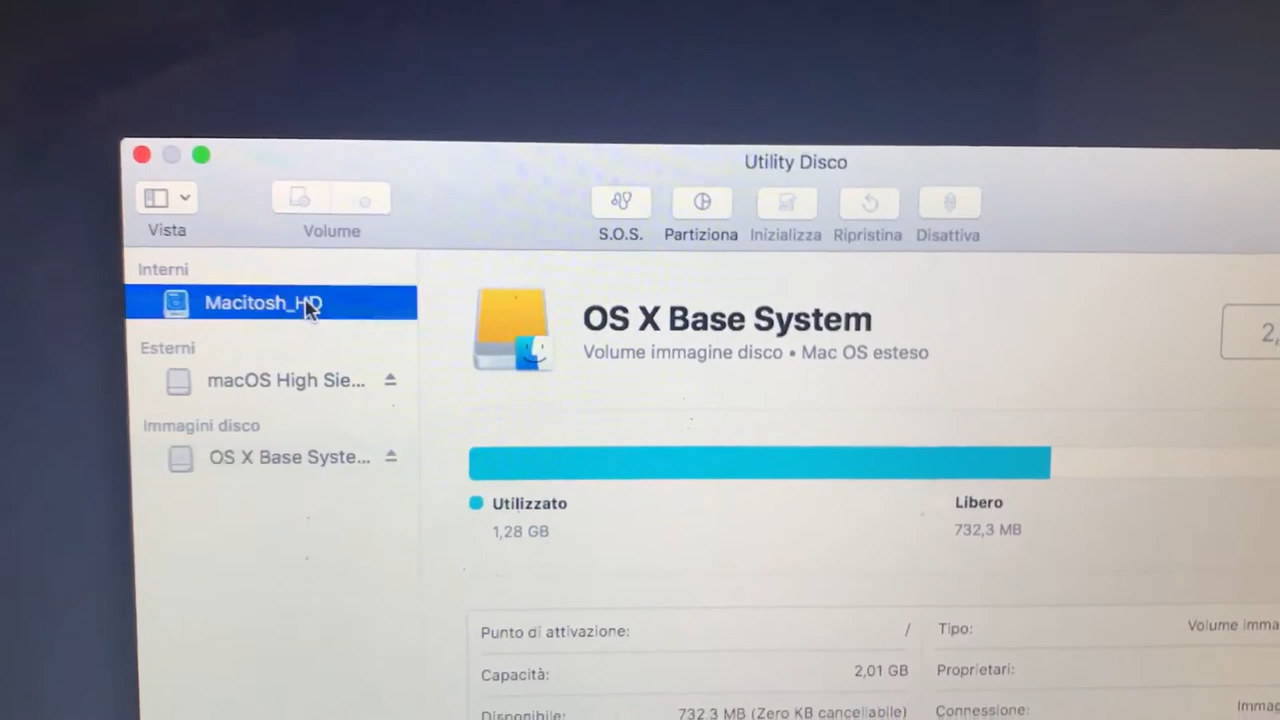 Utility Disco
Vista
Volume
S.O.S.
Partiziona
Inizializza
Ripristina
Disattiva
Interni
Macitosh_HD
Esterni
macOS High Sie...
Immagini disco
OS X Base Syste...
OS X Base System
Volume immagine disco • Mac OS esteso
2,
Utilizzato
1,28 GB
Libero
732,3 MB
Punto di attivazione: /
Tipo: Volume imma
Capacità: 2,01 GB
Proprietari:
Disponibile: 732,3 MB (Zero KB cancellabile)
Connessione: Immag